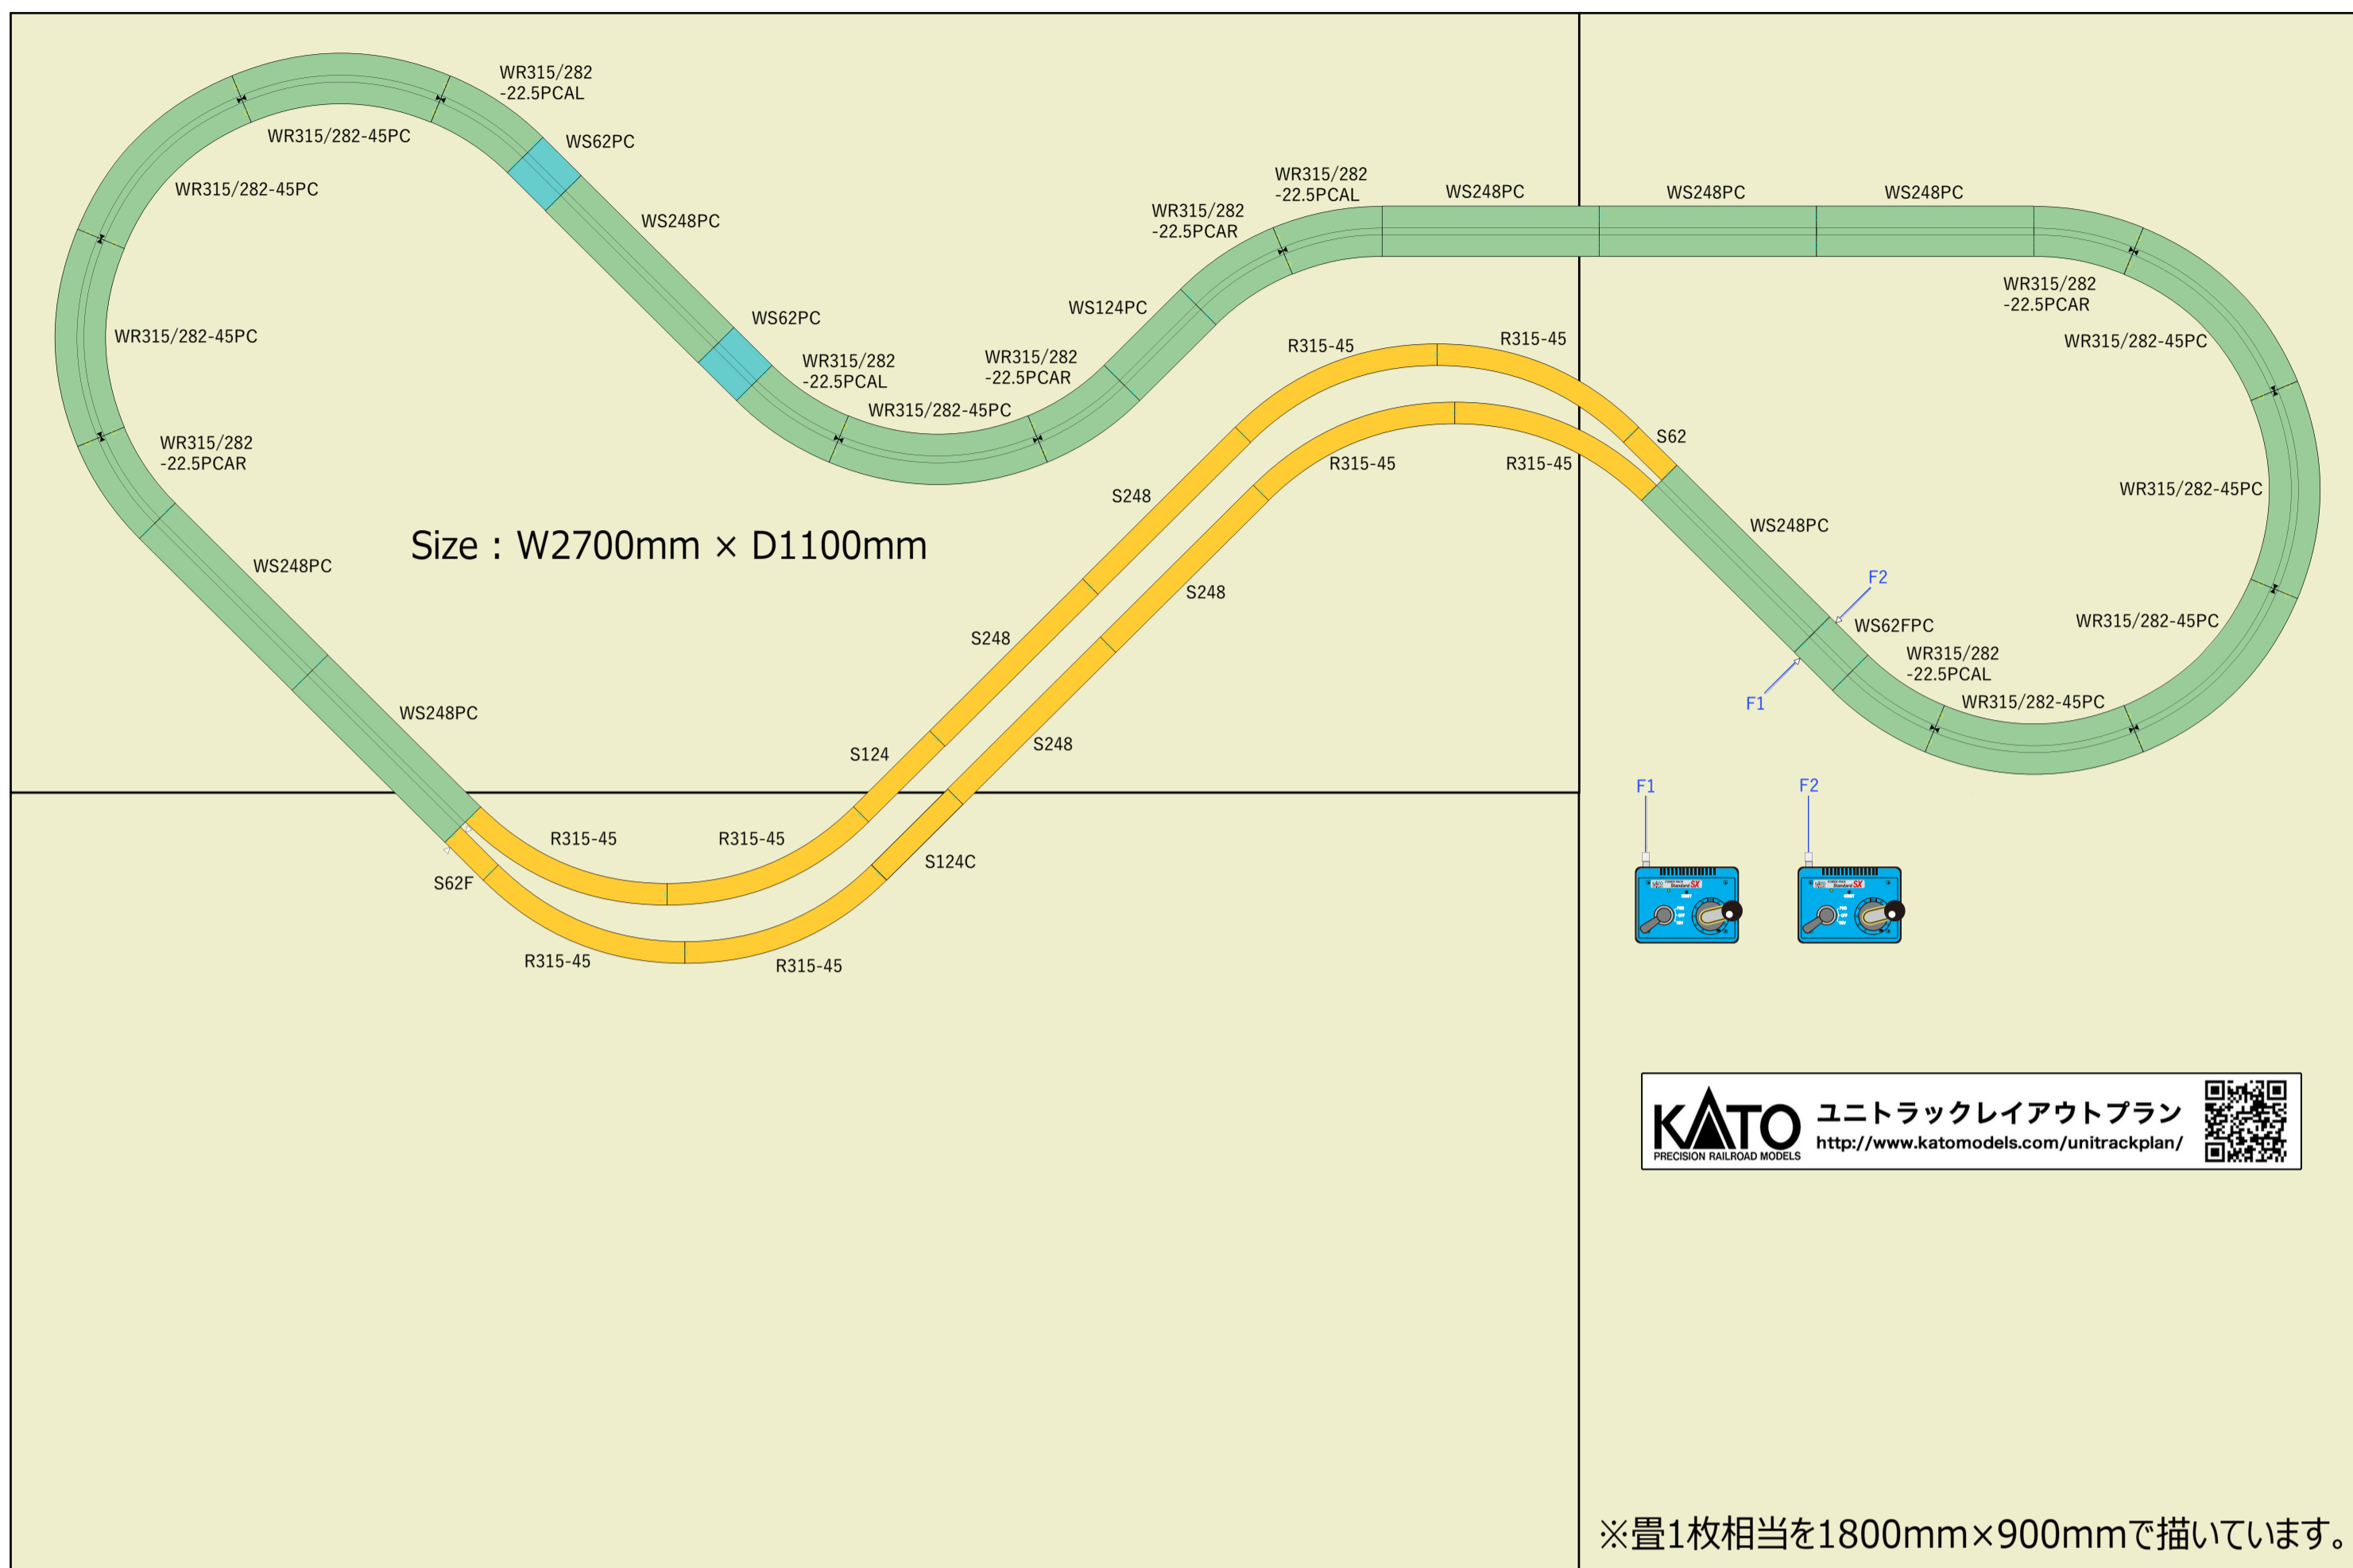 WR315/282
-22.5PCAL
WR315/282-45PC
WS62PC
WR315/282-45PC
WS248PC
WR315/282
-22.5PCAL
WS248PC
WS248PC
WS248PC
WR315/282
-22.5PCAR
WR315/282
-22.5PCAR
WS124PC
WS62PC
WR315/282-45PC
R315-45
R315-45
WR315/282-45PC
WR315/282
-22.5PCAL
WR315/282
-22.5PCAR
WR315/282-45PC
WR315/282
-22.5PCAR
S62
R315-45
R315-45
WR315/282-45PC
S248
WS248PC
Size : W2700mm × D1100mm
WS248PC
F2
S248
WS62FPC
WR315/282-45PC
S248
WR315/282
-22.5PCAL
F1
WR315/282-45PC
WS248PC
S124
S248
F1
F2
R315-45
R315-45
S124C
S62F
R315-45
R315-45
Standard SX
Standard SX
KATO
PRECISION RAILROAD MODELS
ユニトラックレイアウトプラン
http://www.katomodels.com/unitrackplan/
※畳1枚相当を1800mm×900mmで描いています。